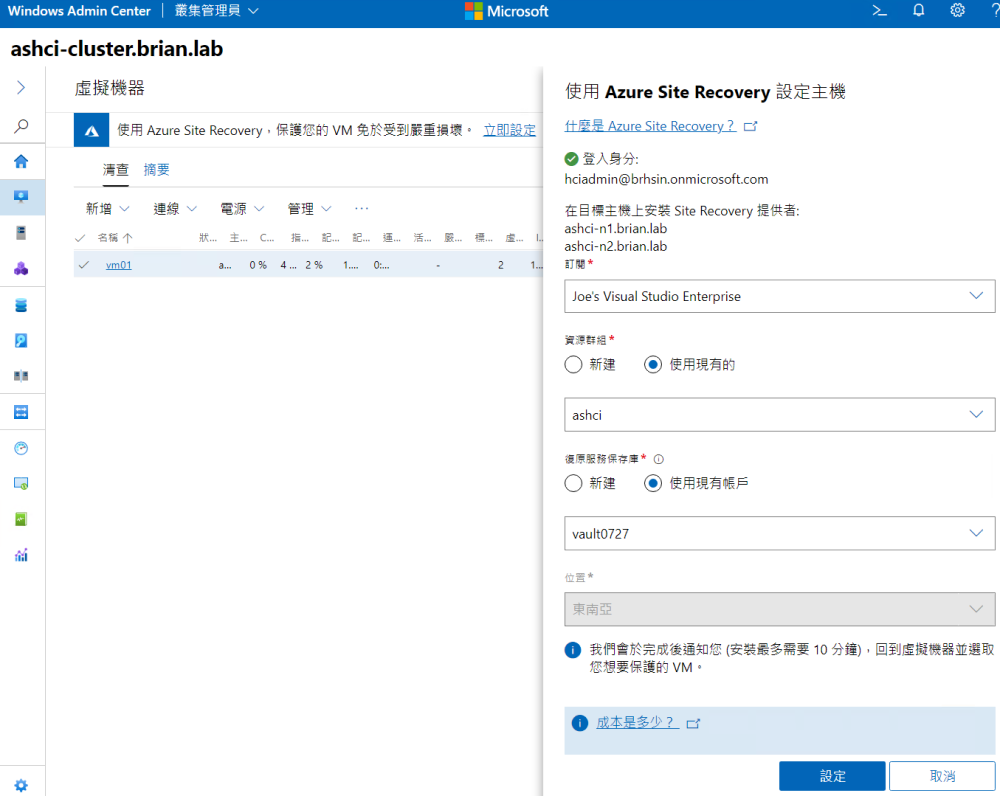 Windows Admin Center
叢集管理員
Microsoft
ashci-cluster.brian.lab
虛擬機器
使用 Azure Site Recovery，保護您的 VM 免於受到嚴重損壞。 立即設定
清查 摘要
新增 連線 電源 管理 ...
名稱 狀... 主... C... 指... 記... 記... 運... 活... 嚴... 標... 虛... I...
vm01 a... 0 % 4 ... 2 % 1.... 0:... - 2 1...
使用 Azure Site Recovery 設定主機
什麼是 Azure Site Recovery？
登入身分:
hciadmin@brhsin.onmicrosoft.com
在目標主機上安裝 Site Recovery 提供者:
ashci-n1.brian.lab
ashci-n2.brian.lab
訂閱*
Joe's Visual Studio Enterprise
資源群組*
新建 使用現有的
ashci
復原服務保存庫*
新建 使用現有帳戶
vault0727
位置*
東南亞
我們會於完成後通知您 (安裝最多需要 10 分鐘)，回到虛擬機器並選取
您想要保護的 VM。
成本是多少？
設定 取消